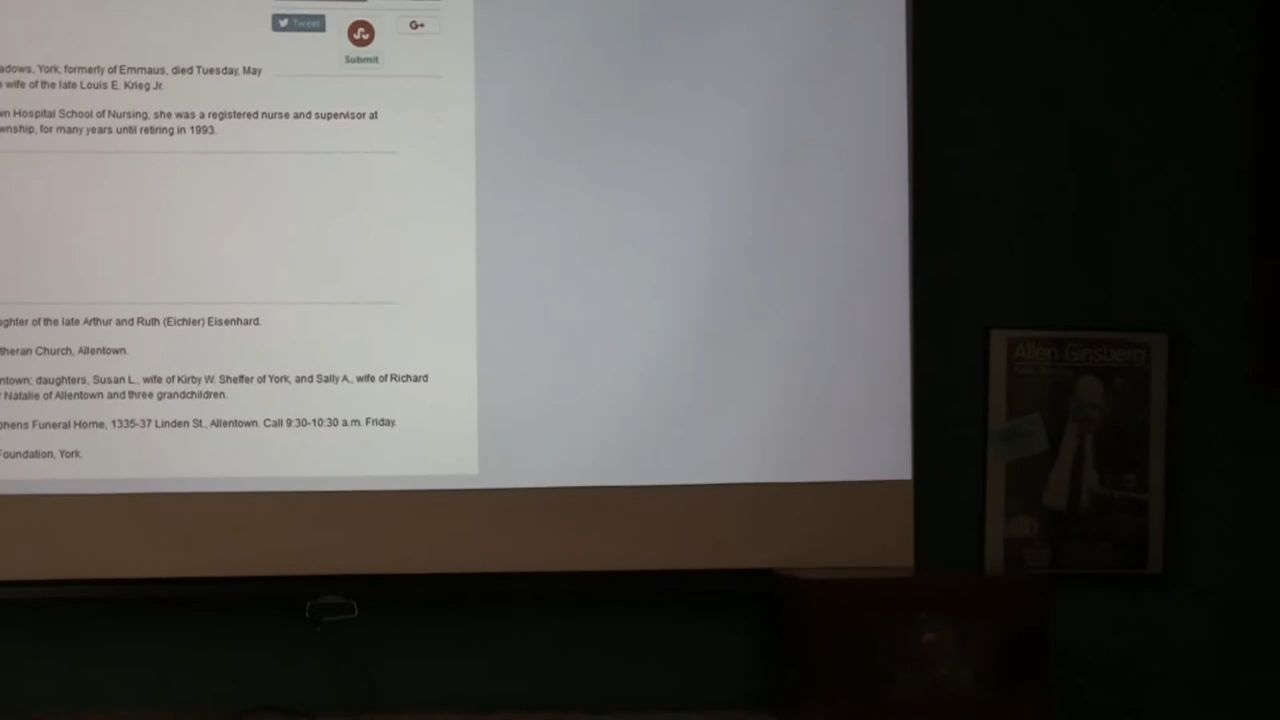 Tweet
G+
Submit
adows, York, formerly of Emmaus, died Tuesday, May
wife of the late Louis E. Krieg Jr.
wn Hospital School of Nursing, she was a registered nurse and supervisor at
wnship, for many years until retiring in 1993.
ughter of the late Arthur and Ruth (Eichler) Eisenhard.
theran Church, Allentown.
ntown; daughters, Susan L., wife of Kirby W. Sheffer of York, and Sally A., wife of Richard
Natalie of Allentown and three grandchildren.
phens Funeral Home, 1335-37 Linden St., Allentown. Call 9:30-10:30 a.m. Friday.
Foundation, York.
Allen Ginsberg